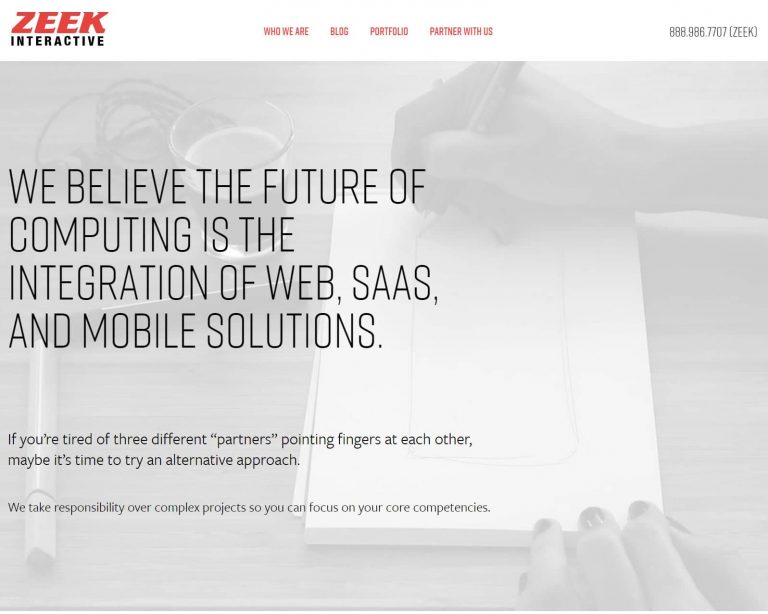 ZEEK
INTERACTIVE
WHO WE ARE BLOG PORTFOLIO PARTNER WITH US
888.986.7707 (ZEEK)
WE BELIEVE THE FUTURE OF
COMPUTING IS THE
INTEGRATION OF WEB, SAAS,
AND MOBILE SOLUTIONS.
If you’re tired of three different “partners” pointing fingers at each other,
maybe it’s time to try an alternative approach.
We take responsibility over complex projects so you can focus on your core competencies.